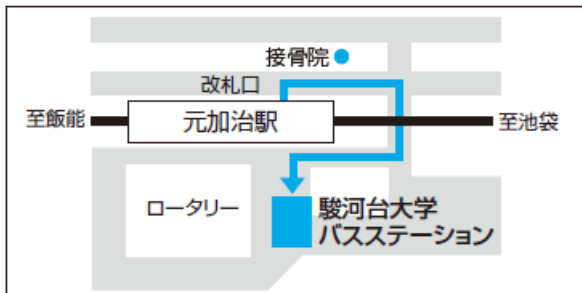 接骨院
改札口
至飯能
元加治駅
至池袋
ロータリー
駿河台大学
バスステーション